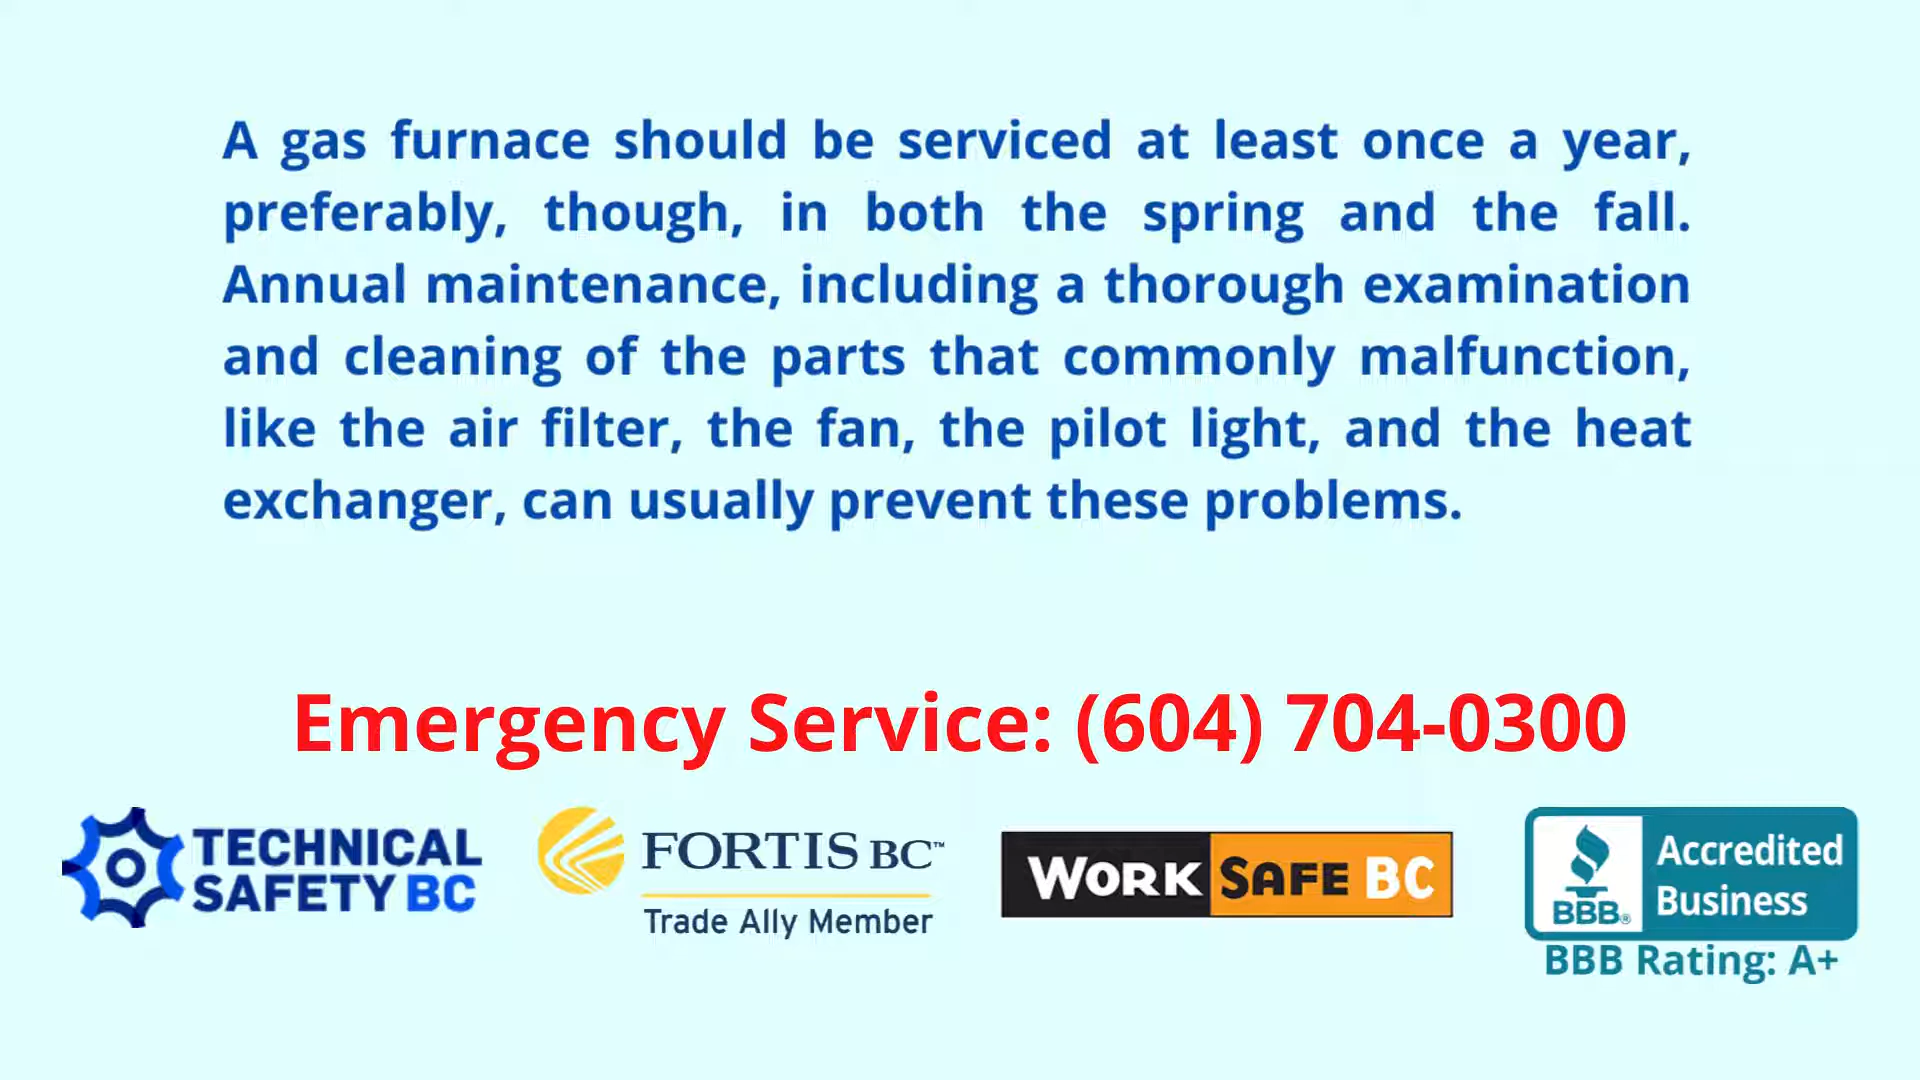 A gas furnace should be serviced at least once a year,
preferably, though, in both the spring and the fall.
Annual maintenance, including a thorough examination
and cleaning of the parts that commonly malfunction,
like the air filter, the fan, the pilot light, and the heat
exchanger, can usually prevent these problems.
Emergency Service: (604) 704-0300
TECHNICAL
SAFETY BC
FORTIS BC™
Trade Ally Member
WORK SAFE BC
Accredited
Business
BBB®
BBB Rating: A+